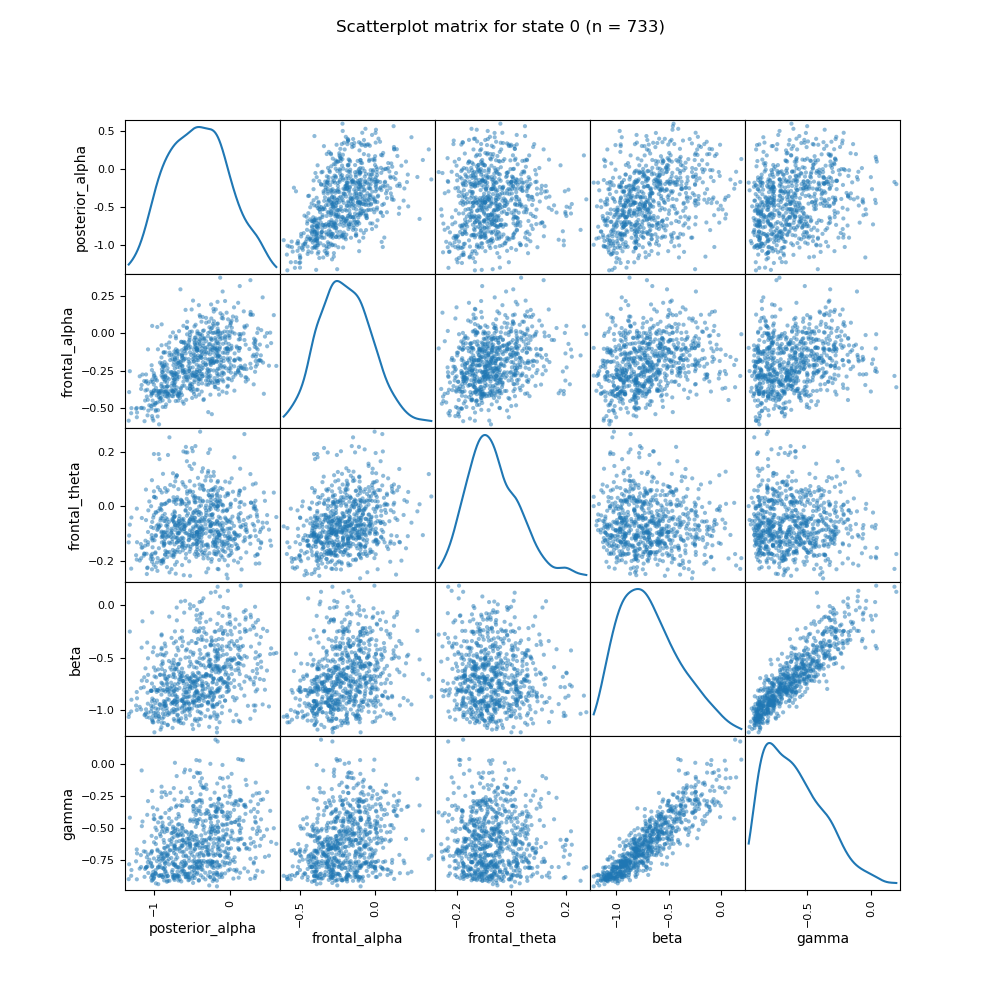 Scatterplot matrix for state 0 (n = 733)
posterior_alpha
0.5
0.0
−0.5
−1.0
frontal_alpha
0.25
0.00
−0.25
−0.50
frontal_theta
0.2
0.0
−0.2
beta
0.0
−0.5
−1.0
gamma
0.00
−0.25
−0.50
−0.75
−1 0 −0.5 0.0 −0.2 0.0 0.2 −1.0 −0.5 0.0 −0.5 0.0
posterior_alpha frontal_alpha frontal_theta beta gamma